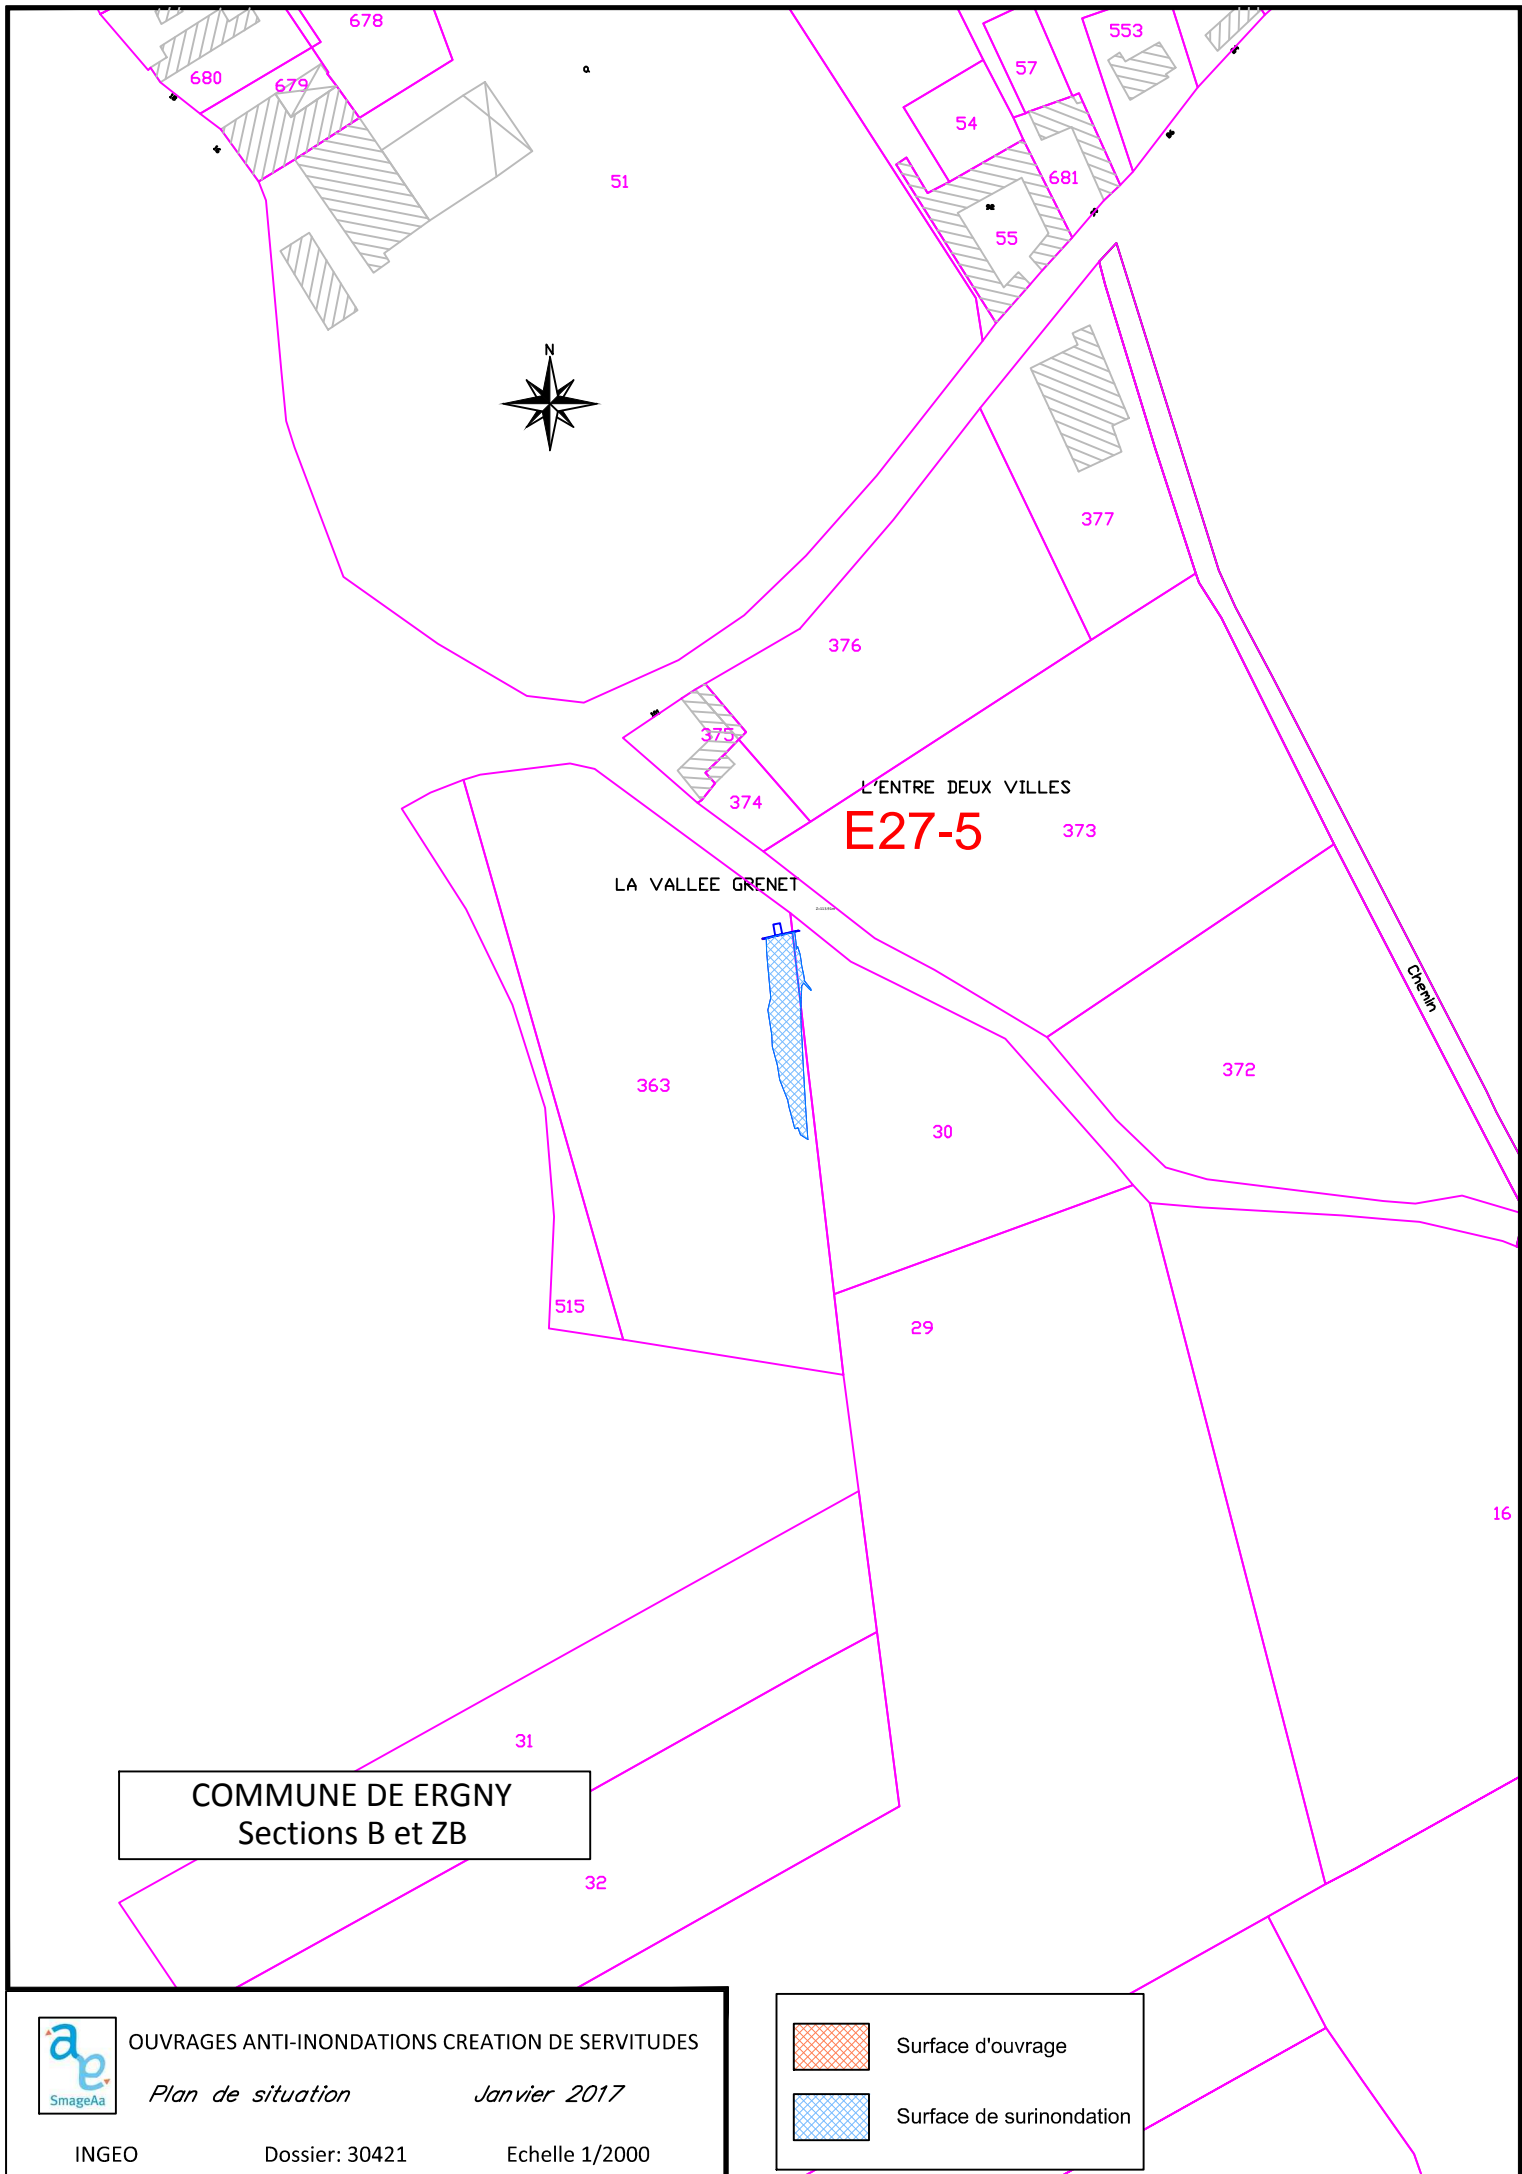 678
553
680
679
57
54
51
681
55
N
377
376
375
374
L'ENTRE DEUX VILLES
E27-5
373
LA VALLEE GRENET
Chemin
372
363
30
515
29
16
31
COMMUNE DE ERGNY
Sections B et ZB
32
OUVRAGES ANTI-INONDATIONS CREATION DE SERVITUDES
Plan de situation
Janvier 2017
SmageAa
INGEO
Dossier: 30421
Echelle 1/2000
Surface d'ouvrage
Surface de surinondation